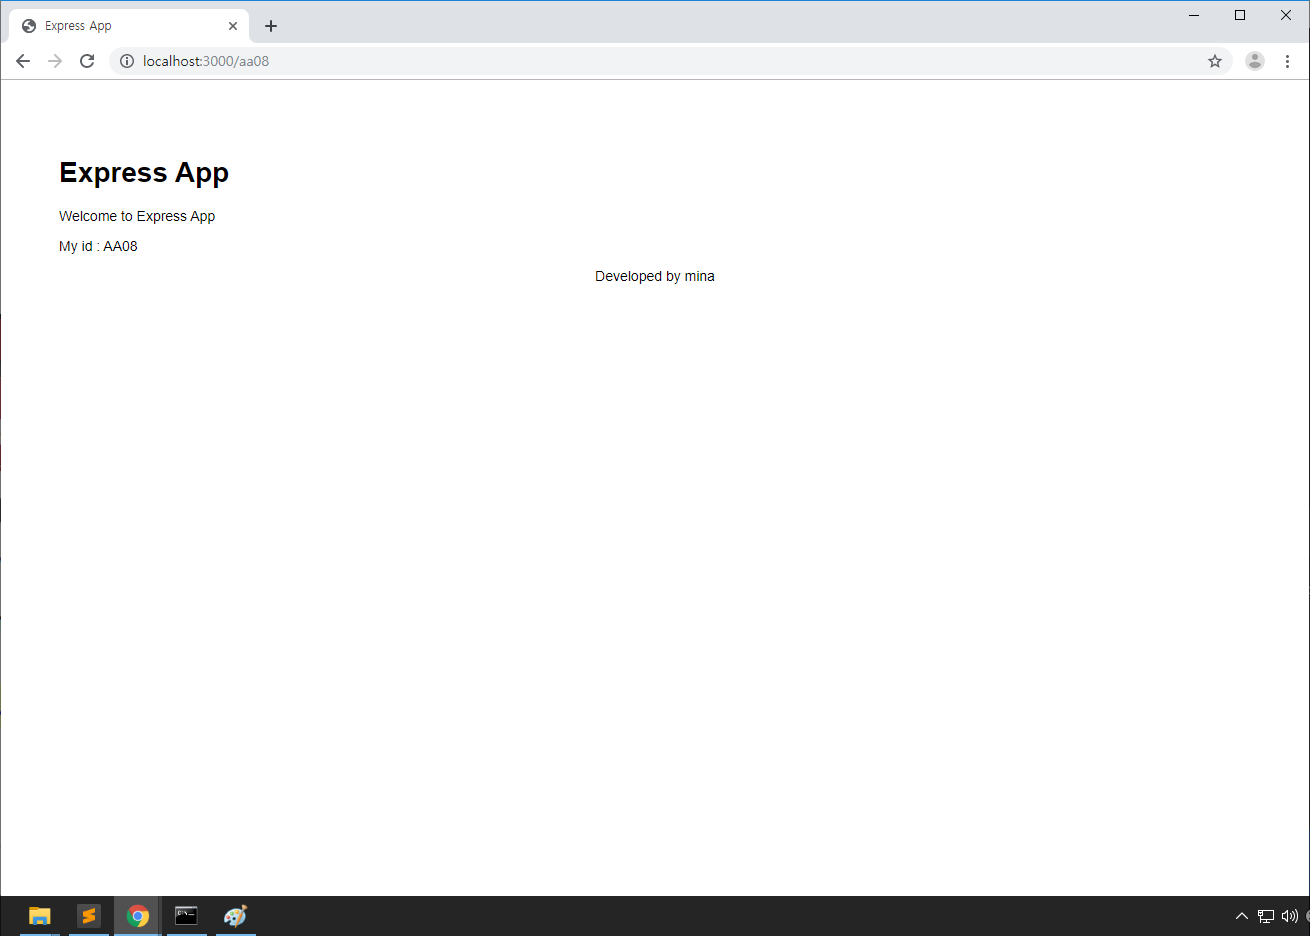 Express App
localhost:3000/aa08
Express App
Welcome to Express App
My id : AA08
Developed by mina